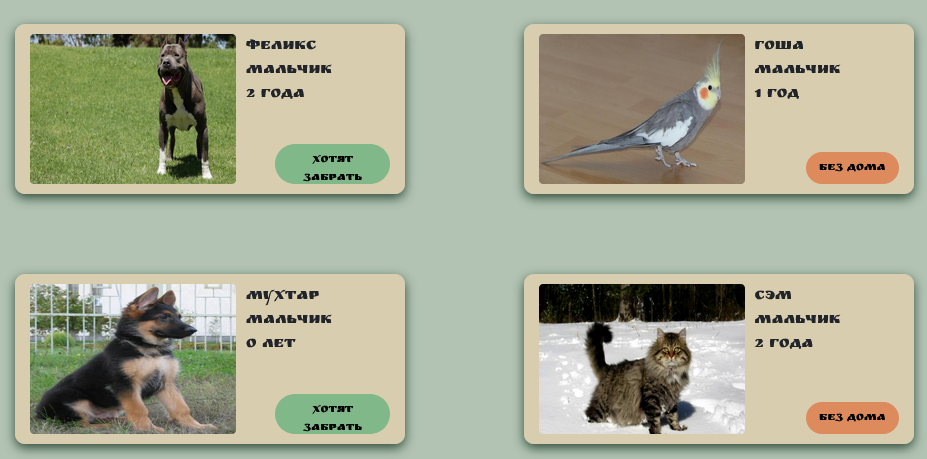 ФЕЛИКС
МАЛЬЧИК
2 ГОДА
ХОТЯТ
ЗАБРАТЬ
ГОША
МАЛЬЧИК
1 ГОД
БЕЗ ДОМА
МУХТАР
МАЛЬЧИК
0 ЛЕТ
ХОТЯТ
ЗАБРАТЬ
СЭМ
МАЛЬЧИК
2 ГОДА
БЕЗ ДОМА